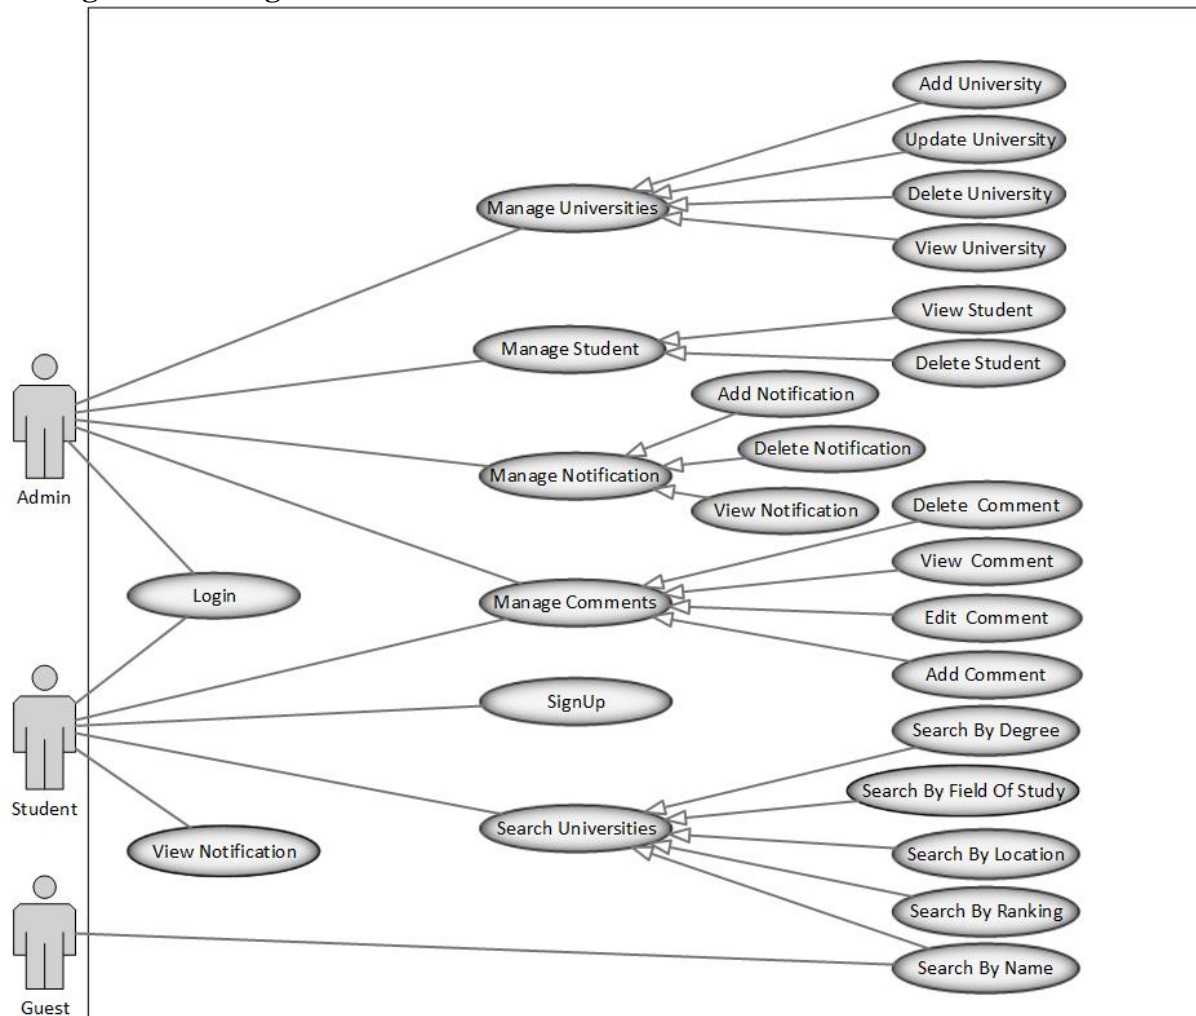 Add University
Update University
Manage Universities
Delete University
View University
View Student
Manage Student
Delete Student
Add Notification
Delete Notification
Manage Notification
Admin
View Notification
Delete  Comment
View  Comment
Login
Manage Comments
Edit  Comment
Add Comment
SignUp
Search By Degree
Search By Field Of Study
Student
Search Universities
View Notification
Search By Location
Search By Ranking
Search By Name
Guest